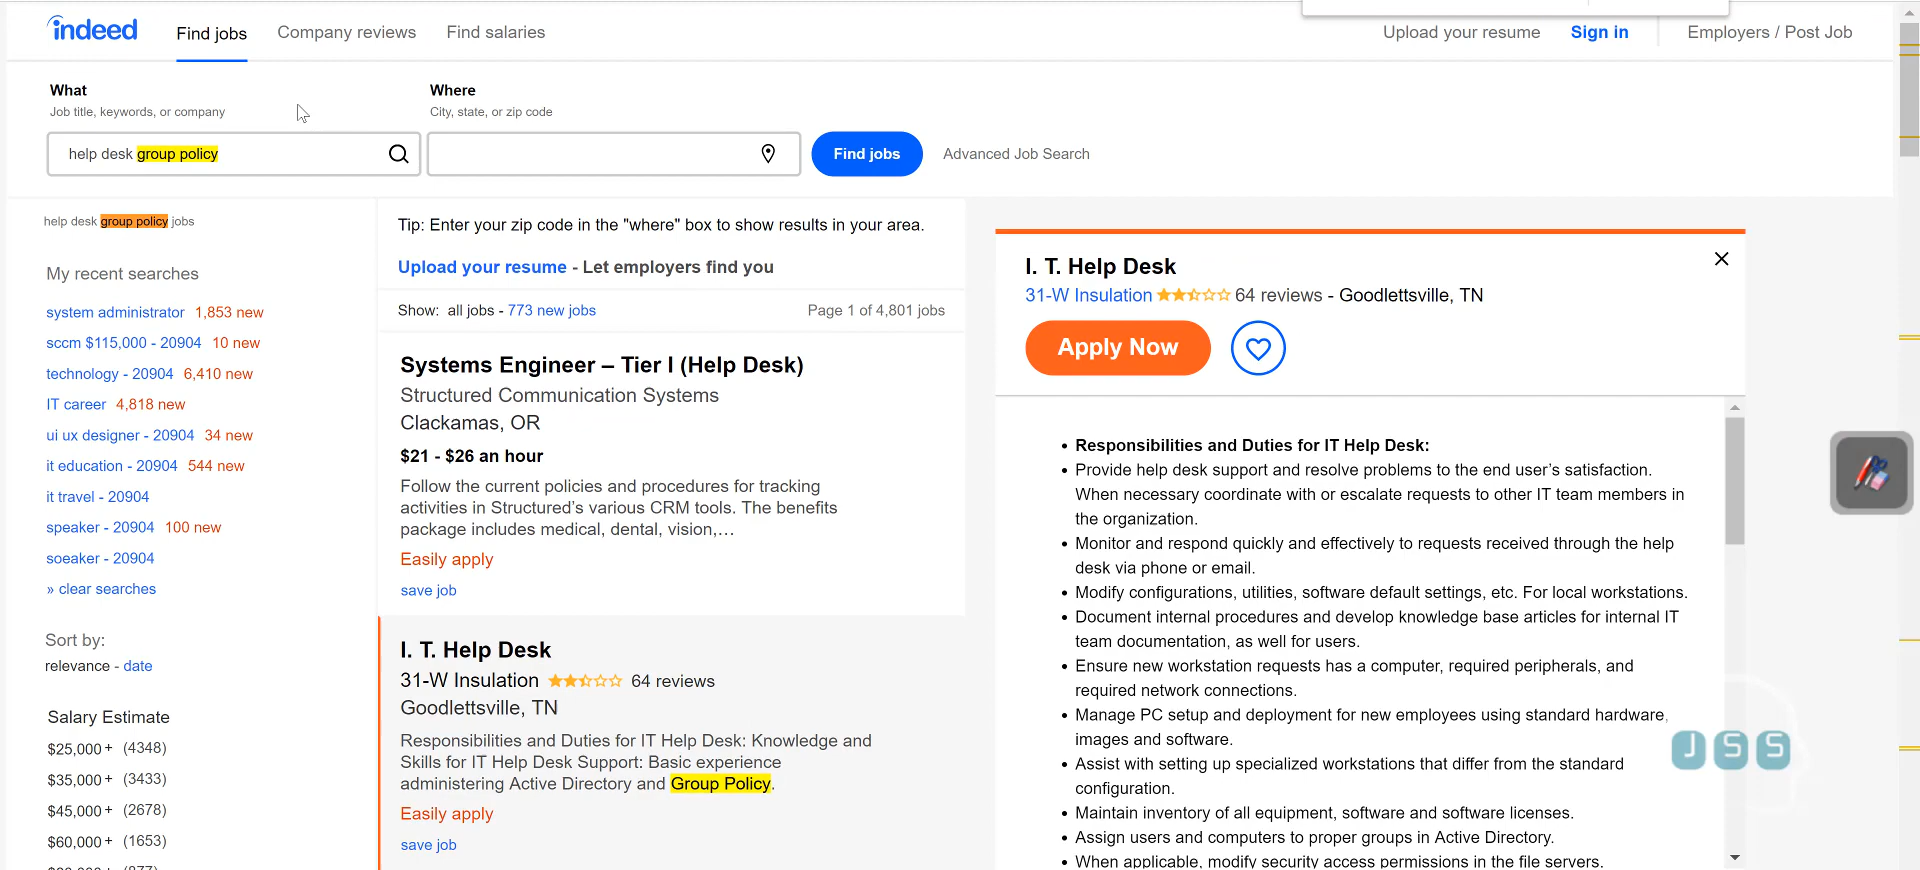 indeed
Find jobs
Company reviews
Find salaries
Upload your resume
Sign in
Employers / Post Job
What
Job title, keywords, or company
Where
City, state, or zip code
help desk group policy
Find jobs
Advanced Job Search
help desk group policy jobs
My recent searches
system administrator 1,853 new
sccm $115,000 - 20904 10 new
technology - 20904 6,410 new
IT career 4,818 new
ui ux designer - 20904 34 new
it education - 20904 544 new
it travel - 20904
speaker - 20904 100 new
soeaker - 20904
» clear searches
Sort by:
relevance - date
Salary Estimate
$25,000+ (4348)
$35,000+ (3433)
$45,000+ (2678)
$60,000+ (1653)
Tip: Enter your zip code in the "where" box to show results in your area.
Upload your resume - Let employers find you
Show: all jobs - 773 new jobs
Page 1 of 4,801 jobs
Systems Engineer – Tier I (Help Desk)
Structured Communication Systems
Clackamas, OR
$21 - $26 an hour
Follow the current policies and procedures for tracking
activities in Structured's various CRM tools. The benefits
package includes medical, dental, vision,…
Easily apply
save job
I. T. Help Desk
31-W Insulation 64 reviews
Goodlettsville, TN
Responsibilities and Duties for IT Help Desk: Knowledge and
Skills for IT Help Desk Support: Basic experience
administering Active Directory and Group Policy.
Easily apply
save job
I. T. Help Desk
31-W Insulation 64 reviews - Goodlettsville, TN
Apply Now
• Responsibilities and Duties for IT Help Desk:
• Provide help desk support and resolve problems to the end user's satisfaction.
When necessary coordinate with or escalate requests to other IT team members in
the organization.
• Monitor and respond quickly and effectively to requests received through the help
desk via phone or email.
• Modify configurations, utilities, software default settings, etc. For local workstations.
• Document internal procedures and develop knowledge base articles for internal IT
team documentation, as well for users.
• Ensure new workstation requests has a computer, required peripherals, and
required network connections.
• Manage PC setup and deployment for new employees using standard hardware,
images and software.
• Assist with setting up specialized workstations that differ from the standard
configuration.
• Maintain inventory of all equipment, software and software licenses.
• Assign users and computers to proper groups in Active Directory.
• When applicable, modify security access permissions in the file servers.
JSS